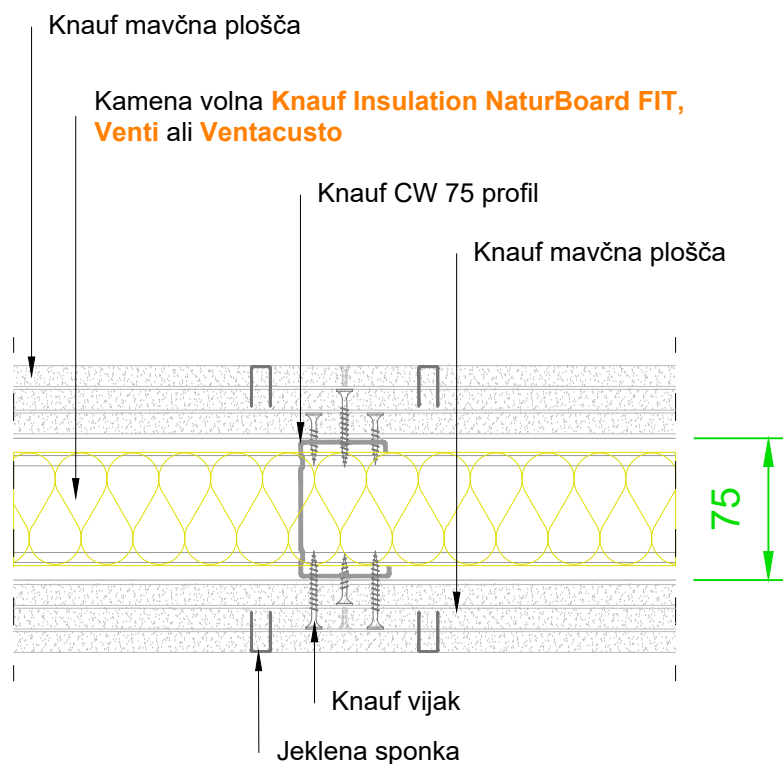 Knauf mavčna plošča
Kamena volna Knauf Insulation NaturBoard FIT,
Venti ali Ventacusto
Knauf CW 75 profil
Knauf mavčna plošča
75
Knauf vijak
Jeklena sponka